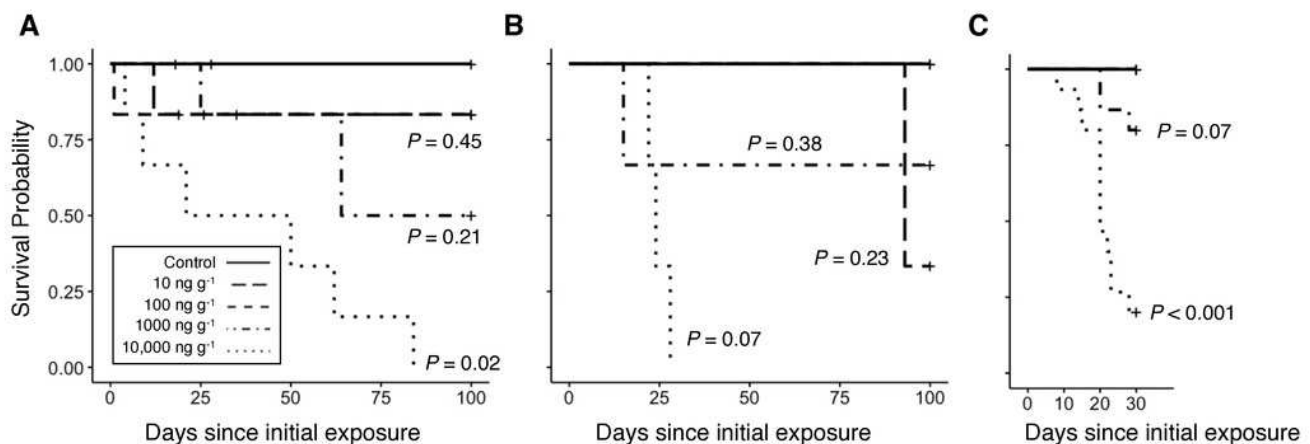 A
B
C
1.00
0.75
0.50
0.25
0.00
Survival Probability
P = 0.45
P = 0.21
P = 0.02
Control
10 ng g⁻¹
100 ng g⁻¹
1000 ng g⁻¹
10,000 ng g⁻¹
0 25 50 75 100
Days since initial exposure
P = 0.38
P = 0.23
P = 0.07
0 25 50 75 100
Days since initial exposure
P = 0.07
P < 0.001
0 10 20 30
Days since initial exposure